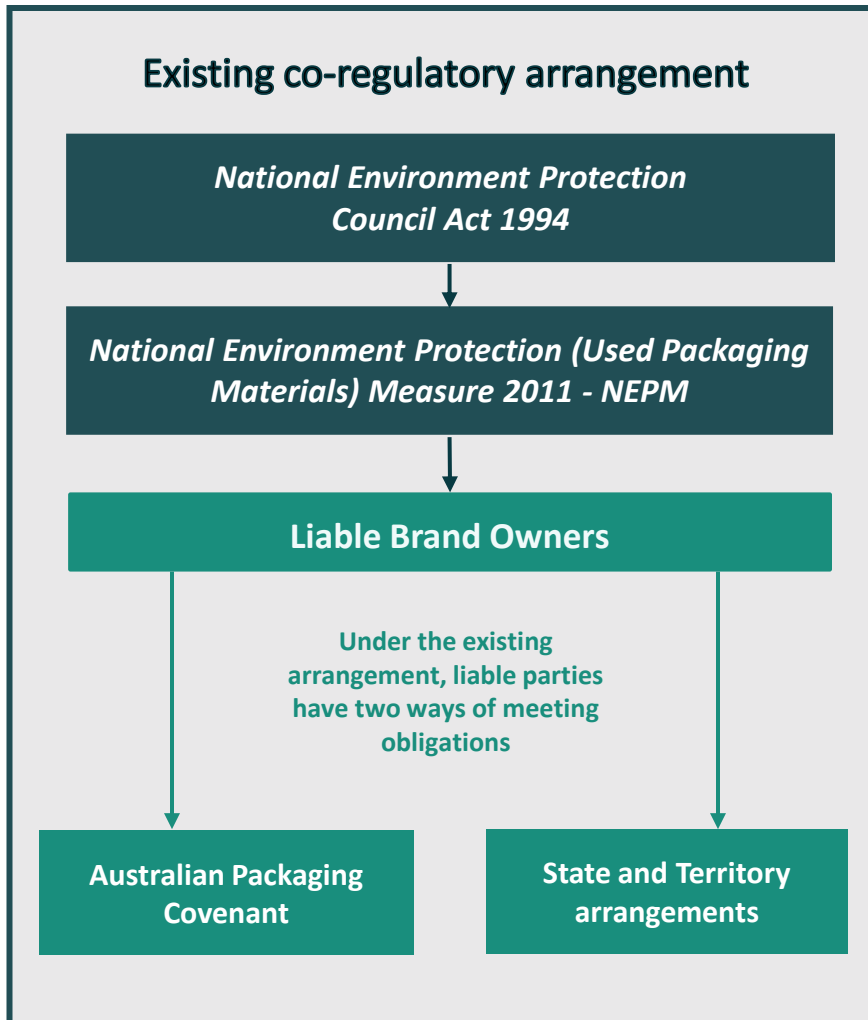 Existing co-regulatory arrangement
National Environment Protection
Council Act 1994
National Environment Protection (Used Packaging
Materials) Measure 2011 - NEPM
Liable Brand Owners
Under the existing
arrangement, liable parties
have two ways of meeting
obligations
Australian Packaging
Covenant
State and Territory
arrangements